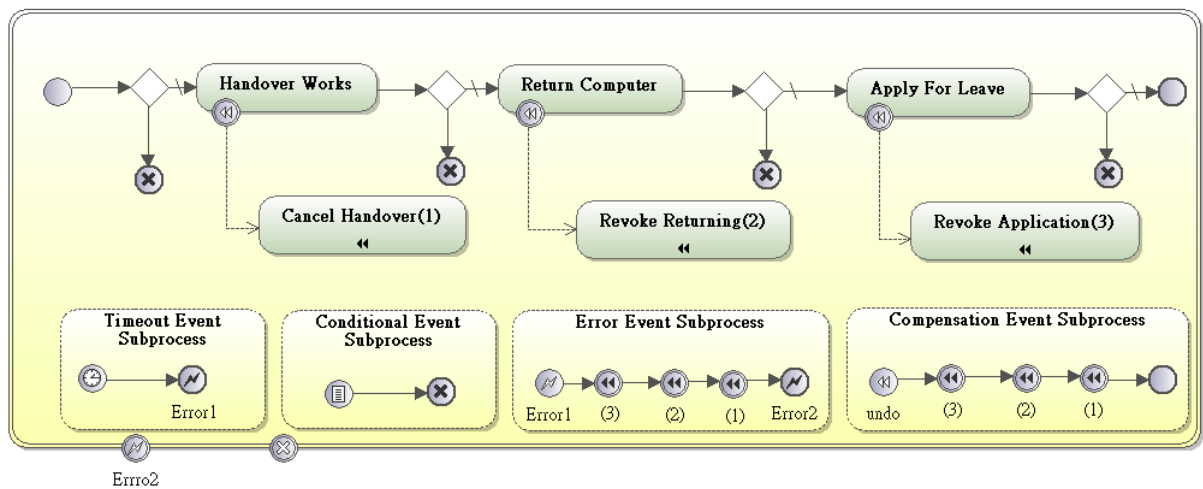 Handover Works
Return Computer
Apply For Leave
Cancel Handover(1)
Revoke Returning(2)
Revoke Application(3)
Timeout Event
Subprocess
Error1
Conditional Event
Subprocess
Error Event Subprocess
Error1
(3)
(2)
(1)
Error2
Compensation Event Subprocess
undo
(3)
(2)
(1)
Errro2